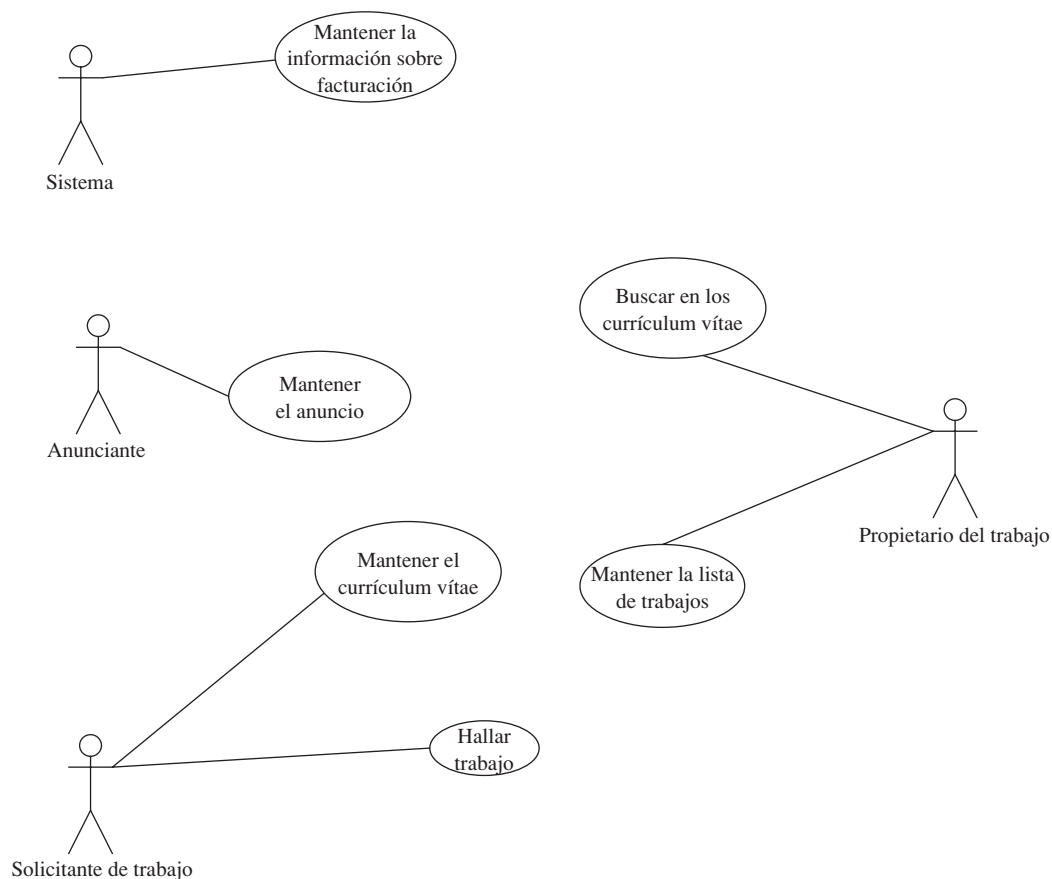 Mantener la
información sobre
facturación
Sistema
Buscar en los
currículum vítae
Mantener
el anuncio
Anunciante
Propietario del trabajo
Mantener el
currículum vítae
Mantener la lista
de trabajos
Hallar
trabajo
Solicitante de trabajo